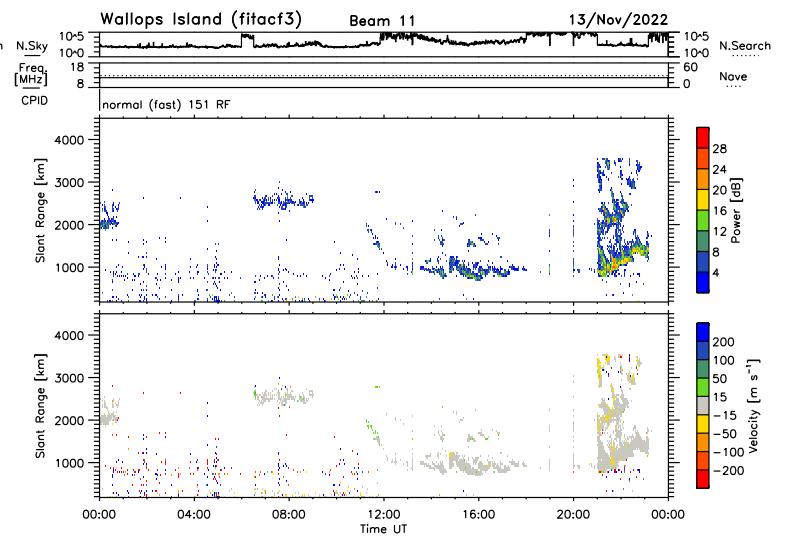 Wallops Island (fitacf3) Beam 11 13/Nov/2022
n N.Sky 10^5 10^0 10^5 10^0 N.Search
Freq. [MHz] 18 8 60 0 Nave
CPID normal (fast) 151 RF
Slant Range [km] 4000 3000 2000 1000
Power [dB] 28 24 20 16 12 8 4
Slant Range [km] 4000 3000 2000 1000
Velocity [m s⁻¹] 200 100 50 15 −15 −50 −100 −200
00:00 04:00 08:00 12:00 16:00 20:00 00:00
Time UT